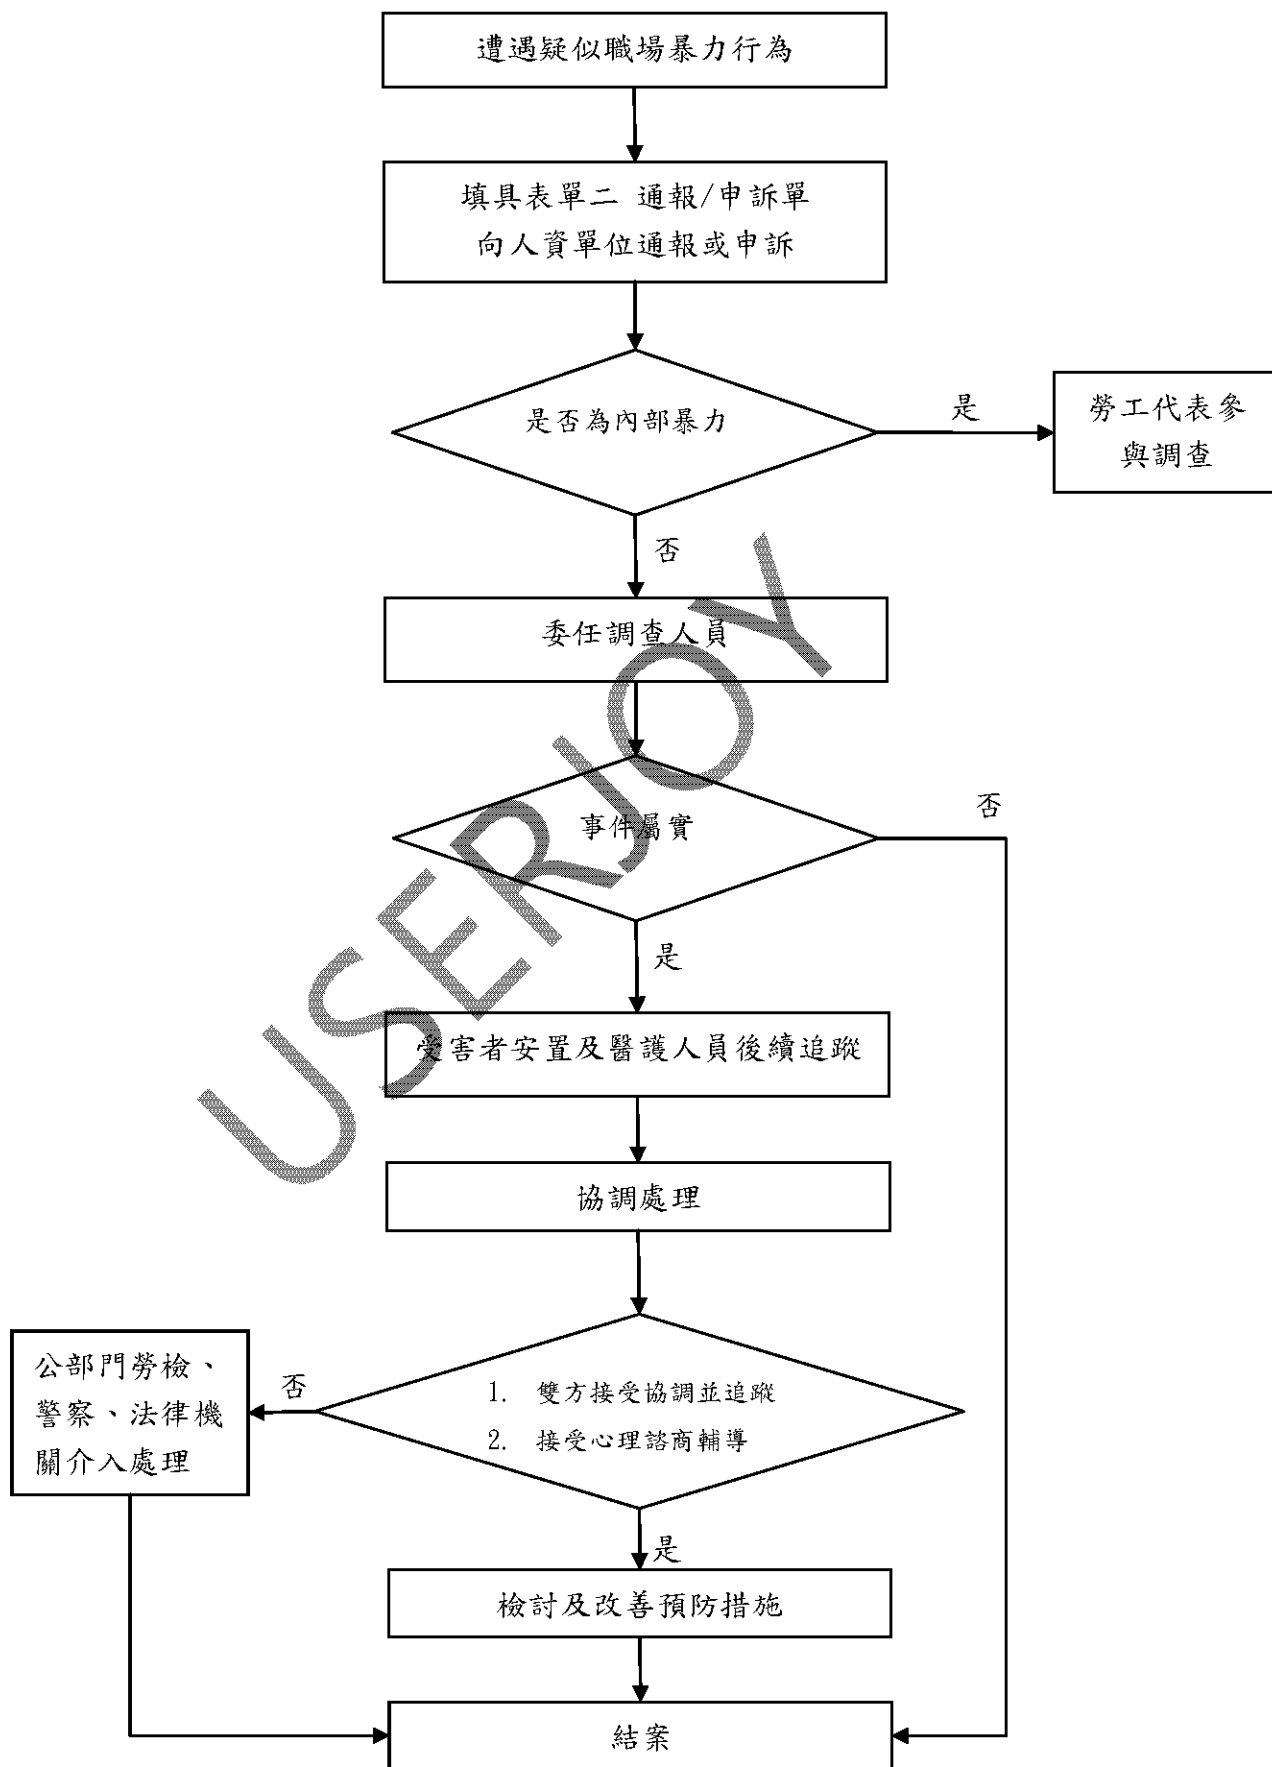 遭遇疑似職場暴力行為
填具表單二 通報/申訴單
向人資單位通報或申訴
是否為內部暴力
是
勞工代表參
與調查
否
委任調查人員
事件屬實
否
是
受害者安置及醫護人員後續追蹤
協調處理
公部門勞檢、
警察、法律機
關介入處理
否
1. 雙方接受協調並追蹤
2. 接受心理諮商輔導
是
檢討及改善預防措施
結案
USERJOY